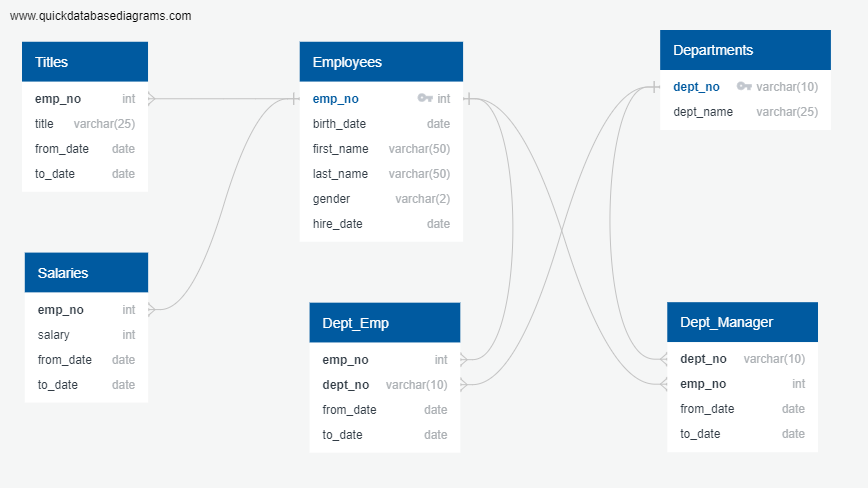 www.quickdatabasediagrams.com
Titles
emp_no int
title varchar(25)
from_date date
to_date date
Employees
emp_no int
birth_date date
first_name varchar(50)
last_name varchar(50)
gender varchar(2)
hire_date date
Departments
dept_no varchar(10)
dept_name varchar(25)
Salaries
emp_no int
salary int
from_date date
to_date date
Dept_Emp
emp_no int
dept_no varchar(10)
from_date date
to_date date
Dept_Manager
dept_no varchar(10)
emp_no int
from_date date
to_date date